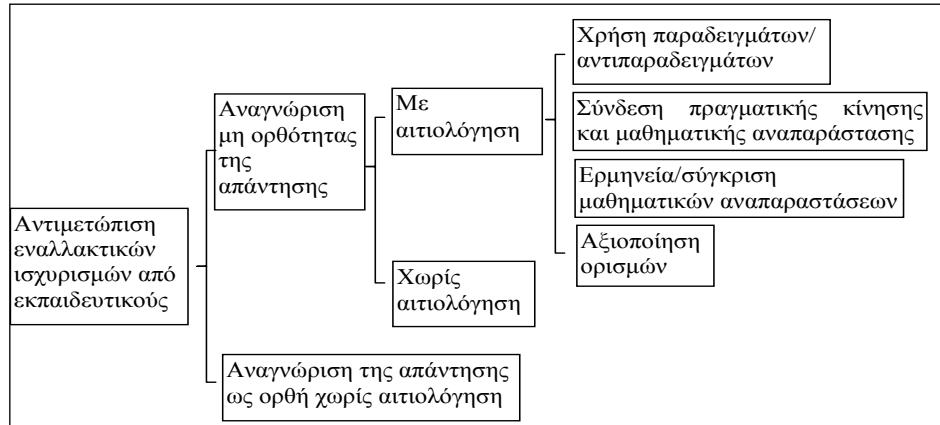 Αντιμετώπιση
εναλλακτικών
ισχυρισμών από
εκπαιδευτικούς
Αναγνώριση
μη ορθότητας
της
απάντησης
Με
αιτιολόγηση
Χρήση παραδειγμάτων/
αντιπαραδειγμάτων
Σύνδεση πραγματικής κίνησης
και μαθηματικής αναπαράστασης
Ερμηνεία/σύγκριση
μαθηματικών αναπαραστάσεων
Αξιοποίηση
ορισμών
Χωρίς
αιτιολόγηση
Αναγνώριση της απάντησης
ως ορθή χωρίς αιτιολόγηση